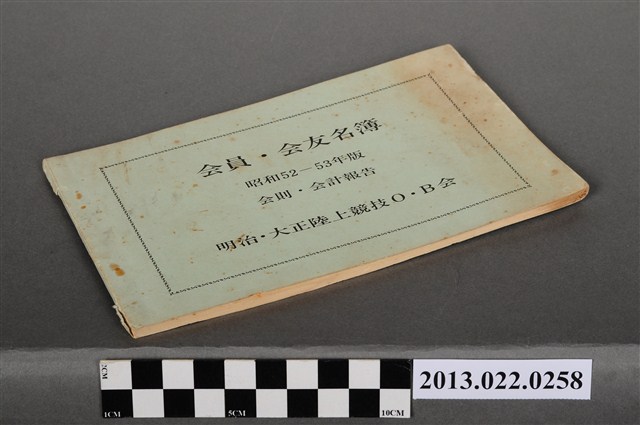 会員・会友名簿
昭和52－53年版
会則・会計報告
明治・大正陸上競技O・B会
2CM
1CM
5CM
10CM
2013.022.0258